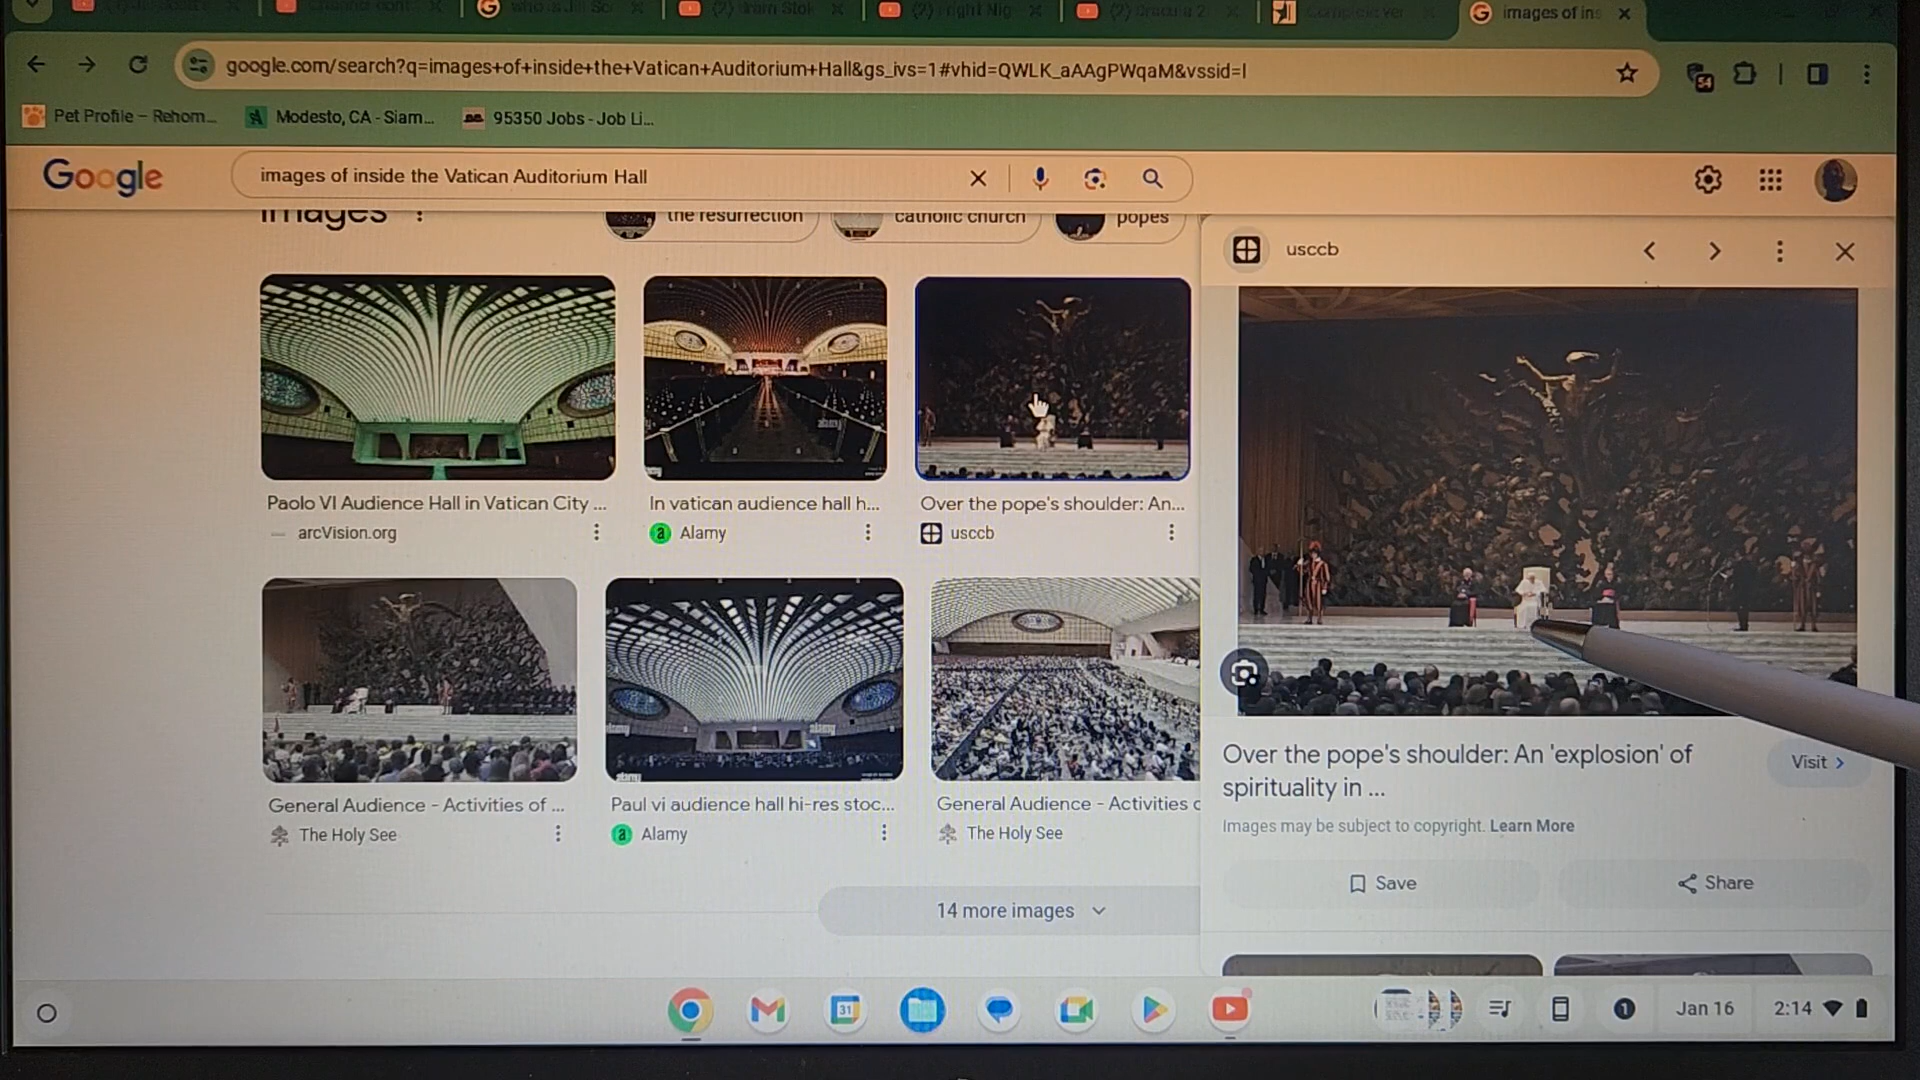 images of ins
google.com/search?q=images+of+inside+the+Vatican+Auditorium+Hall&gs_ivs=1#vhid=QWLK_aAAgPWqaM&vssid=l
54
Pet Profile – Rehom...
Modesto, CA - Siam...
95350 Jobs - Job Li...
Google
images of inside the Vatican Auditorium Hall
Images
the resurrection
catholic church
popes
usccb
Paolo VI Audience Hall in Vatican City ...
arcVision.org
In vatican audience hall h...
a Alamy
Over the pope's shoulder: An...
usccb
General Audience - Activities of ...
The Holy See
Paul vi audience hall hi-res stoc...
a Alamy
General Audience - Activities o
The Holy See
14 more images
Over the pope's shoulder: An 'explosion' of
spirituality in ...
Visit
Images may be subject to copyright. Learn More
Save
Share
31
1
Jan 16
2:14